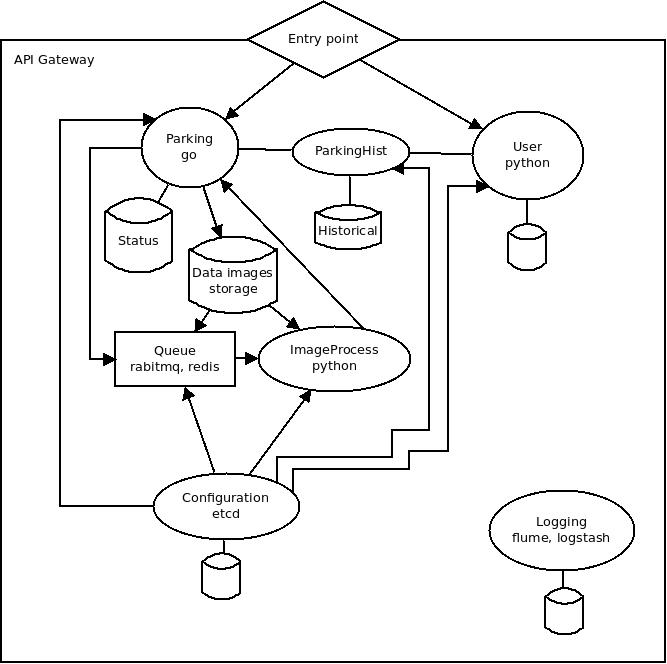 Entry point
API Gateway
Parking
go
ParkingHist
User
python
Status
Historical
Data images
storage
Queue
rabitmq, redis
ImageProcess
python
Configuration
etcd
Logging
flume, logstash